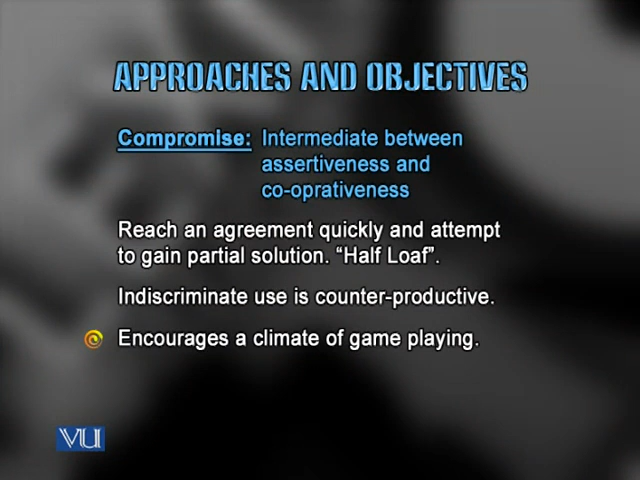 APPROACHES AND OBJECTIVES
Compromise: Intermediate between
assertiveness and
co-oprativeness
Reach an agreement quickly and attempt
to gain partial solution. “Half Loaf”.
Indiscriminate use is counter-productive.
Encourages a climate of game playing.
VU